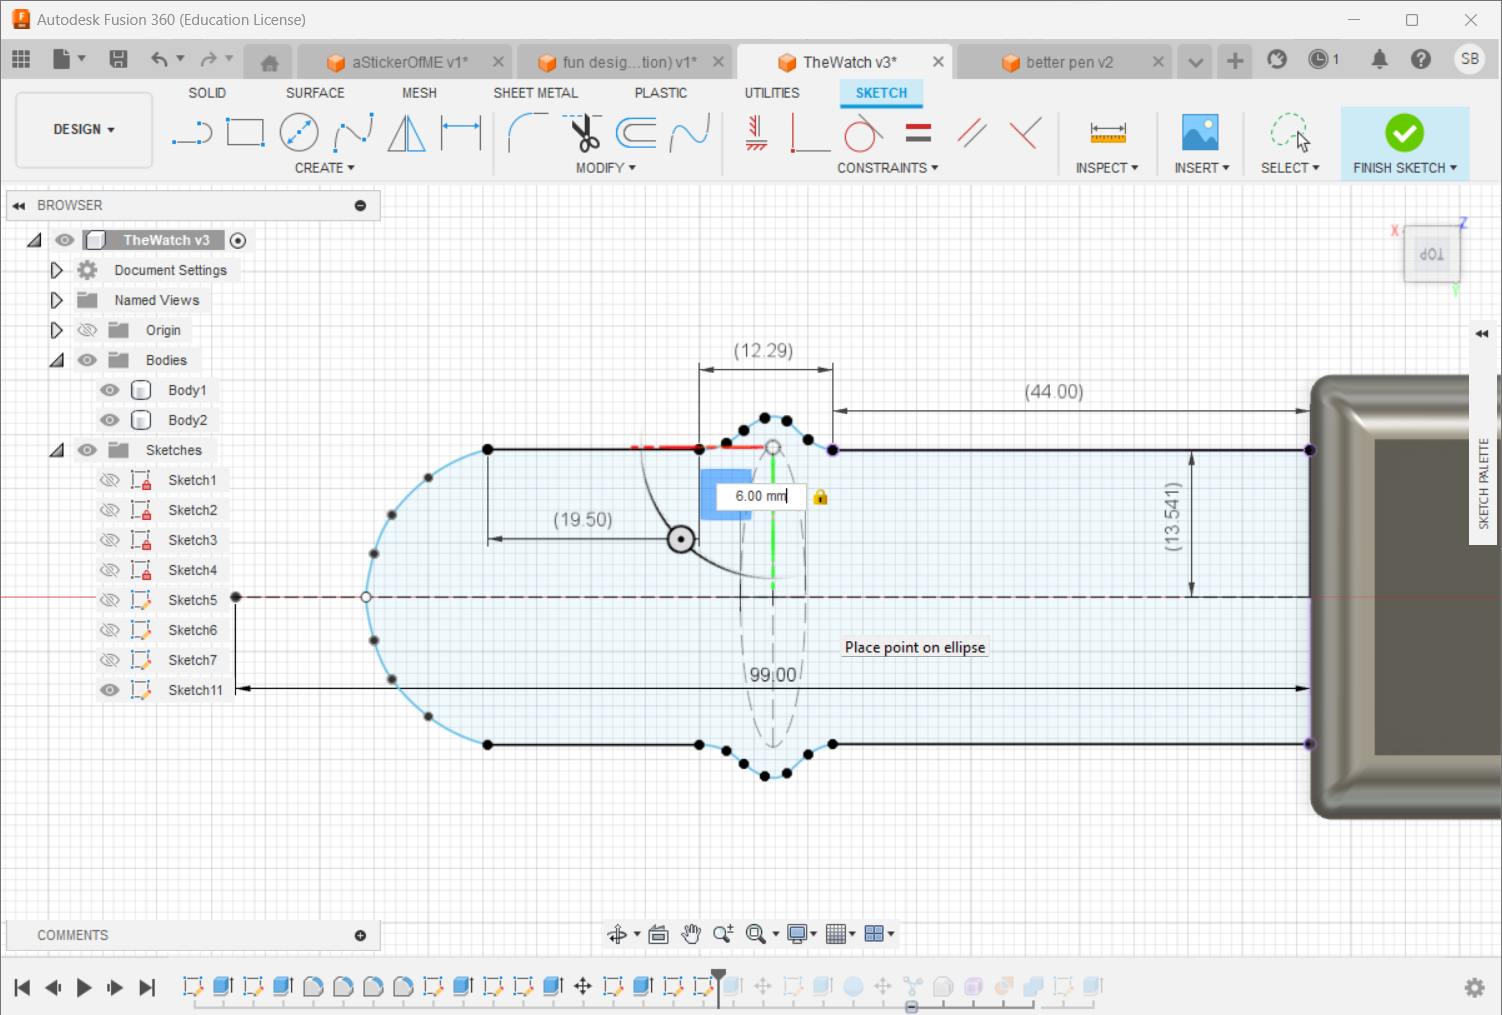 Autodesk Fusion 360 (Education License)
aStickerOfME v1*
fun desig...tion) v1*
TheWatch v3*
better pen v2
1
SB
DESIGN
SOLID
SURFACE
MESH
SHEET METAL
PLASTIC
UTILITIES
SKETCH
CREATE
MODIFY
CONSTRAINTS
INSPECT
INSERT
SELECT
FINISH SKETCH
BROWSER
TheWatch v3
Document Settings
Named Views
Origin
Bodies
Body1
Body2
Sketches
Sketch1
Sketch2
Sketch3
Sketch4
Sketch5
Sketch6
Sketch7
Sketch11
X
Z
TOP
Y
(12.29)
(44.00)
6.00 mm
(19.50)
(13.541)
SKETCH PALETTE
Place point on ellipse
99.00
COMMENTS